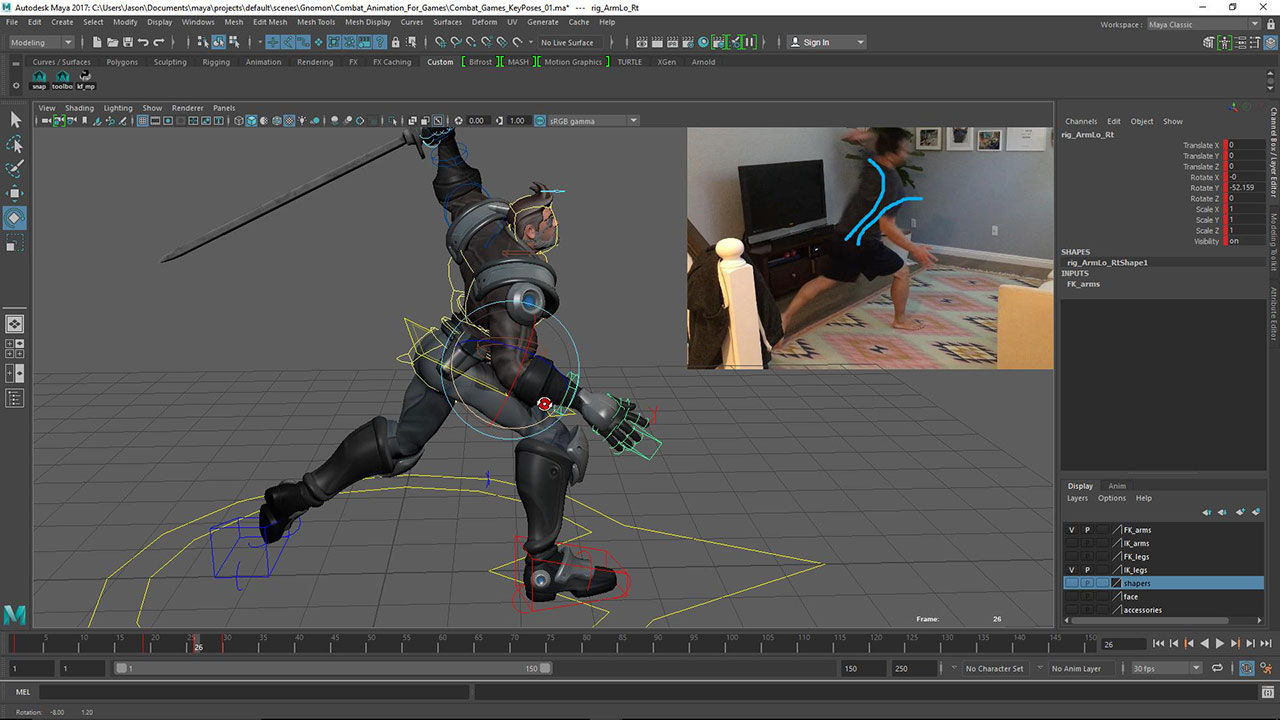 Autodesk Maya 2017: C:\Users\Jason\Documents\maya\projects\default\scenes\Gnomon\Combat_Animation_For_Games\Combat_Games_KeyPoses_01.ma* --- rig_ArmLo_Rt
File Edit Create Select Modify Display Windows Mesh Edit Mesh Mesh Tools Mesh Display Curves Surfaces Deform UV Generate Cache Help
Workspace : Maya Classic
Modeling No Live Surface Sign In
Curves / Surfaces Polygons Sculpting Rigging Animation Rendering FX FX Caching Custom Bifrost MASH Motion Graphics TURTLE XGen Arnold
snap toolbo kf_mp
View Shading Lighting Show Renderer Panels
0.00 1.00 sRGB gamma
Channels Edit Object Show
rig_ArmLo_Rt
Translate X 0
Translate Y 0
Translate Z 0
Rotate X -0
Rotate Y -52.159
Rotate Z 0
Scale X 1
Scale Y 1
Scale Z 1
Visibility on
SHAPES
rig_ArmLo_RtShape1
INPUTS
FK_arms
Channel Box / Layer Editor
Modeling Toolkit
Attribute Editor
Display Anim
Layers Options Help
V P FK_arms
P IK_arms
P FK_legs
V P IK_legs
P shapers
P face
P accessories
Y
Frame: 26
5 10 15 20 25 30 35 40 45 50 55 60 65 70 75 80 85 90 95 100 105 110 115 120 125 130 135 140 145 150
26
26
1 1 1 150 150 250 No Character Set No Anim Layer 30 fps
MEL
Rotation: -8.00 1.20